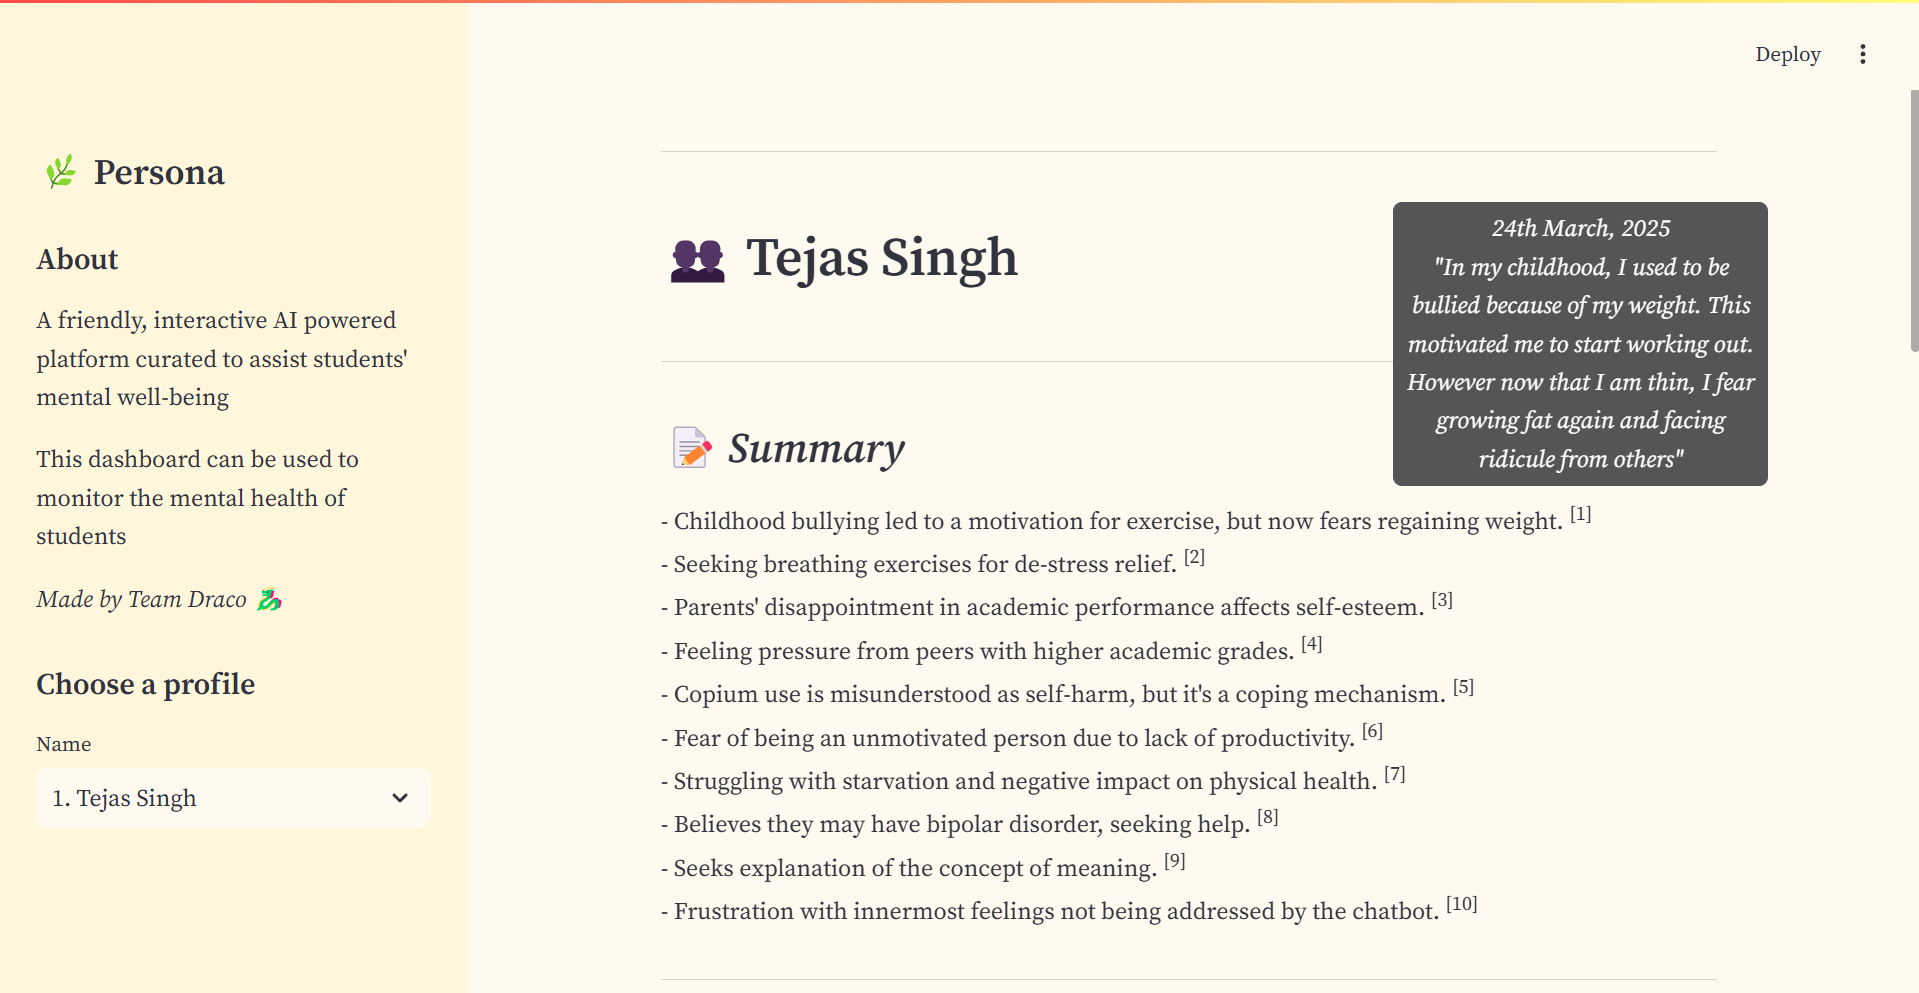 Deploy
Persona
About
A friendly, interactive AI powered
platform curated to assist students'
mental well-being
This dashboard can be used to
monitor the mental health of
students
Made by Team Draco
Choose a profile
Name
1. Tejas Singh
Tejas Singh
24th March, 2025
"In my childhood, I used to be
bullied because of my weight. This
motivated me to start working out.
However now that I am thin, I fear
growing fat again and facing
ridicule from others"
Summary
- Childhood bullying led to a motivation for exercise, but now fears regaining weight. [1]
- Seeking breathing exercises for de-stress relief. [2]
- Parents' disappointment in academic performance affects self-esteem. [3]
- Feeling pressure from peers with higher academic grades. [4]
- Copium use is misunderstood as self-harm, but it's a coping mechanism. [5]
- Fear of being an unmotivated person due to lack of productivity. [6]
- Struggling with starvation and negative impact on physical health. [7]
- Believes they may have bipolar disorder, seeking help. [8]
- Seeks explanation of the concept of meaning. [9]
- Frustration with innermost feelings not being addressed by the chatbot. [10]